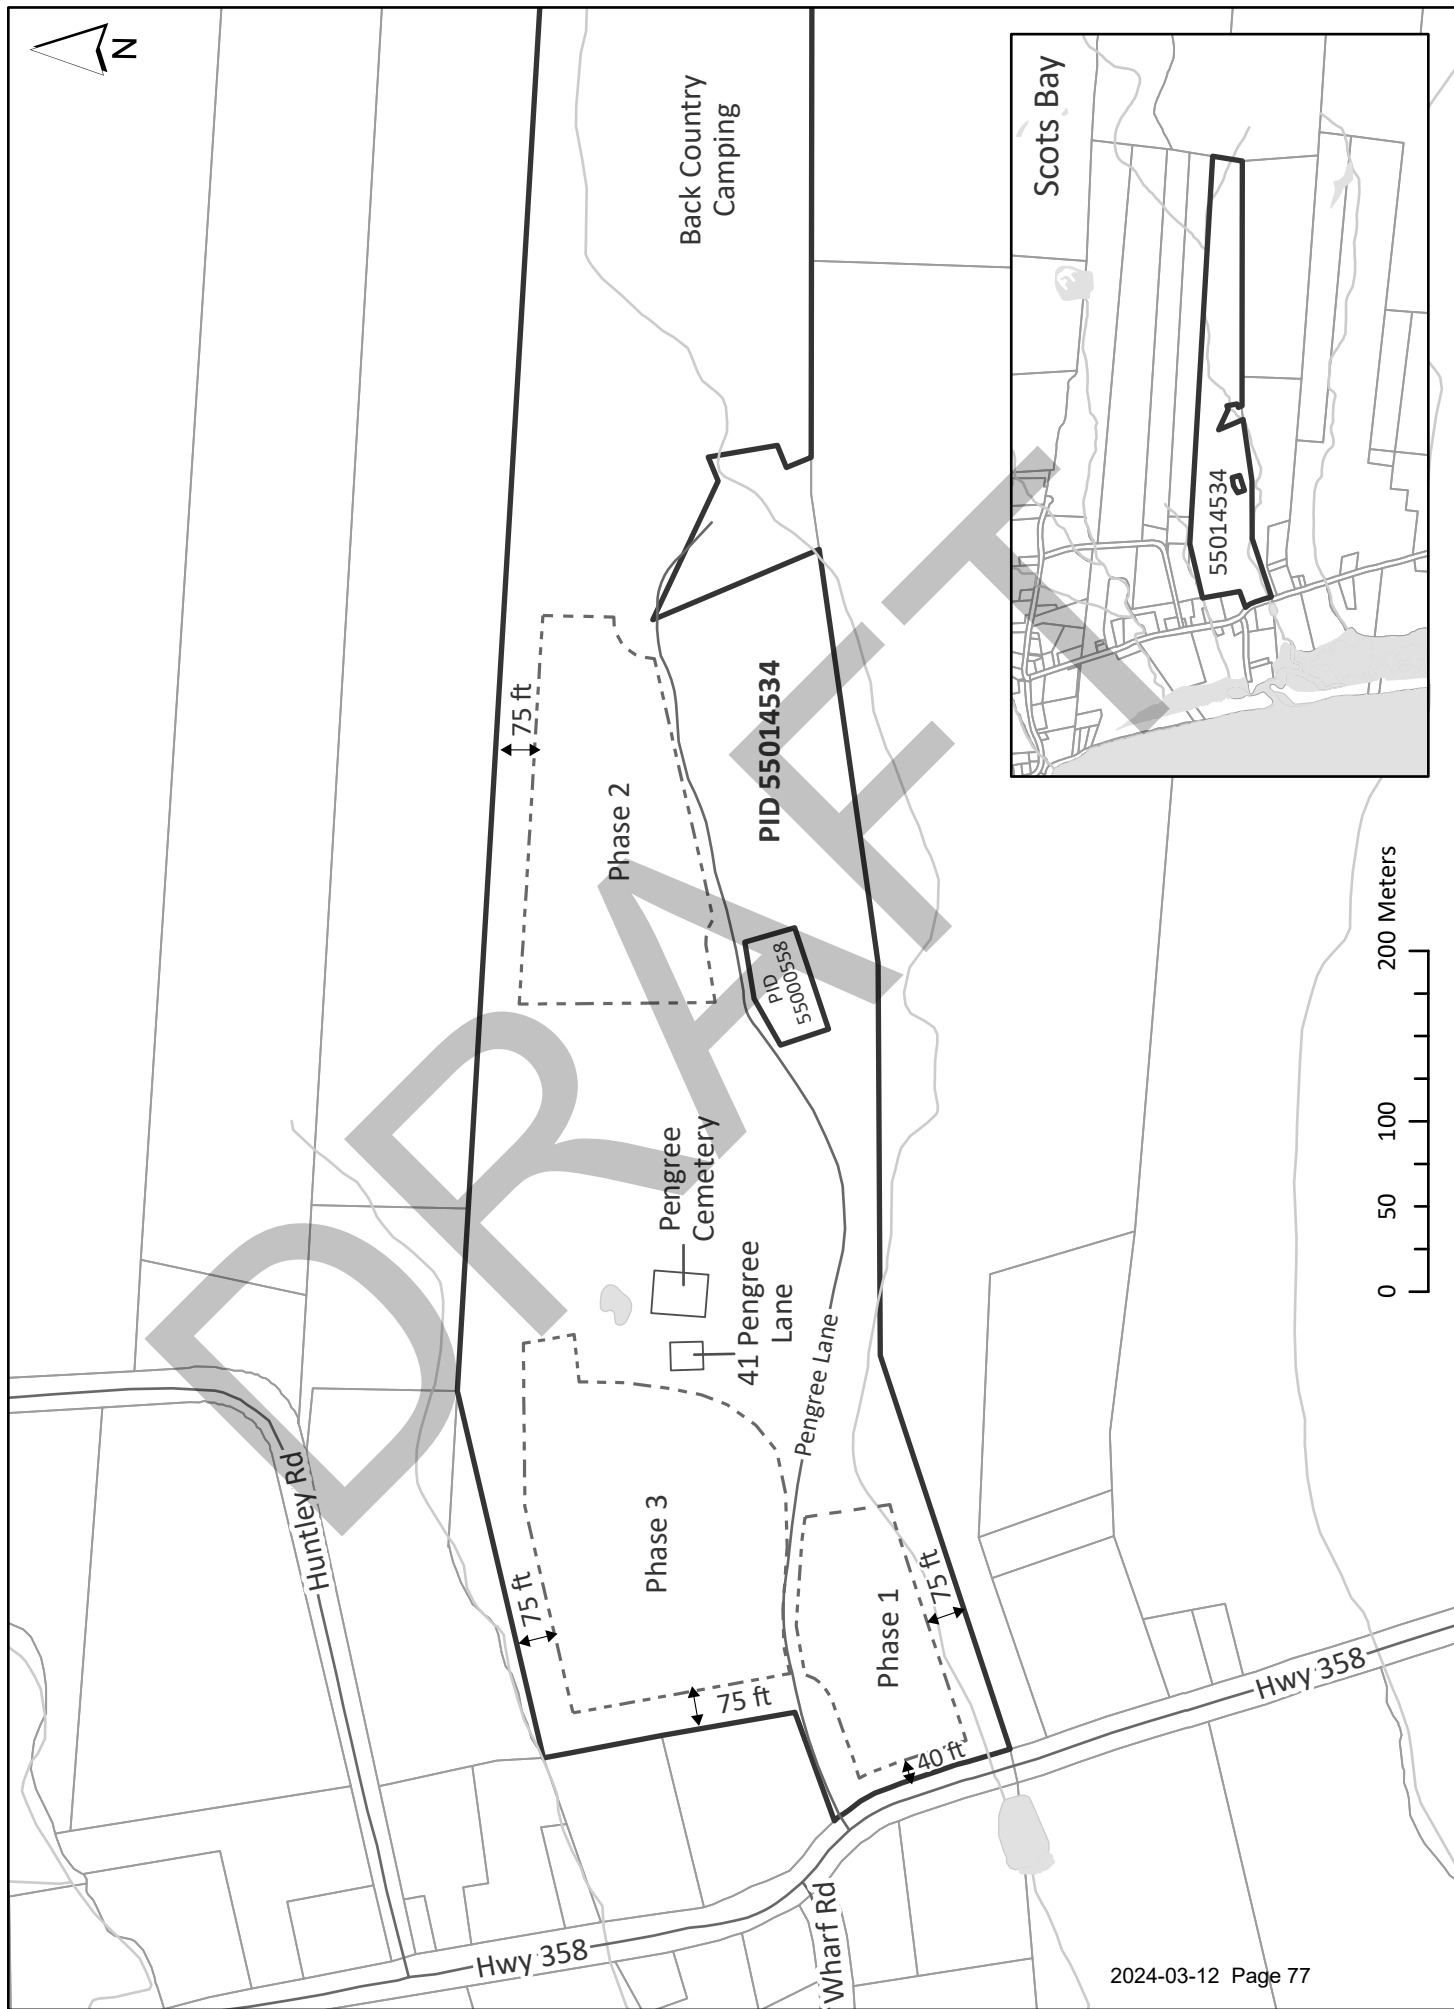 N
Scots Bay
55014534
Back Country
Camping
75 ft
Phase 2
PID 55014534
PID
55000558
Pengree
Cemetery
41 Pengree
Lane
Pengree Lane
Huntley Rd
Phase 3
75 ft
75 ft
Phase 1
75 ft
40 ft
Hwy 358
Hwy 358
Wharf Rd
0 50 100 200 Meters
DRAFT
2024-03-12 Page 77